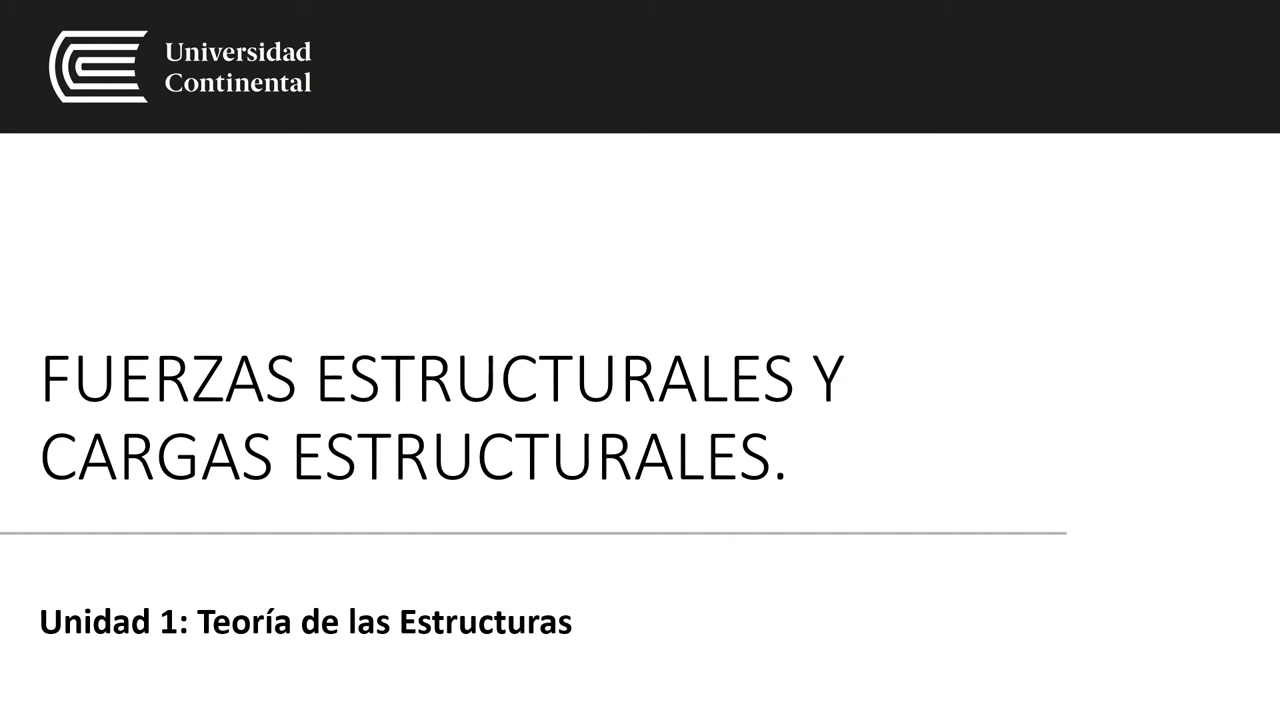 Universidad
Continental
FUERZAS ESTRUCTURALES Y
CARGAS ESTRUCTURALES.
Unidad 1: Teoría de las Estructuras